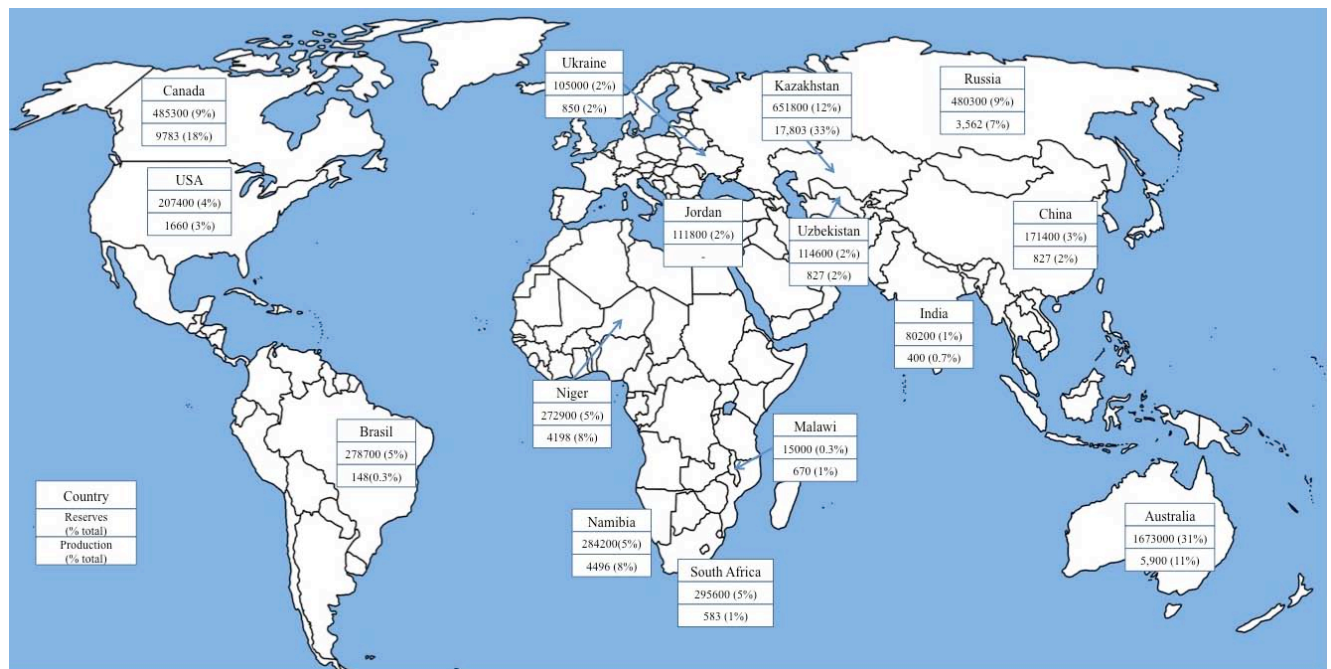 Canada
485300 (9%)
9783 (18%)
USA
207400 (4%)
1660 (3%)
Brasil
278700 (5%)
148(0.3%)
Country
Reserves
(% total)
Production
(% total)
Ukraine
105000 (2%)
850 (2%)
Kazakhstan
651800 (12%)
17,803 (33%)
Russia
480300 (9%)
3,562 (7%)
Jordan
111800 (2%)
-
Uzbekistan
114600 (2%)
827 (2%)
China
171400 (3%)
827 (2%)
India
80200 (1%)
400 (0.7%)
Niger
272900 (5%)
4198 (8%)
Malawi
15000 (0.3%)
670 (1%)
Namibia
284200(5%)
4496 (8%)
South Africa
295600 (5%)
583 (1%)
Australia
1673000 (31%)
5,900 (11%)